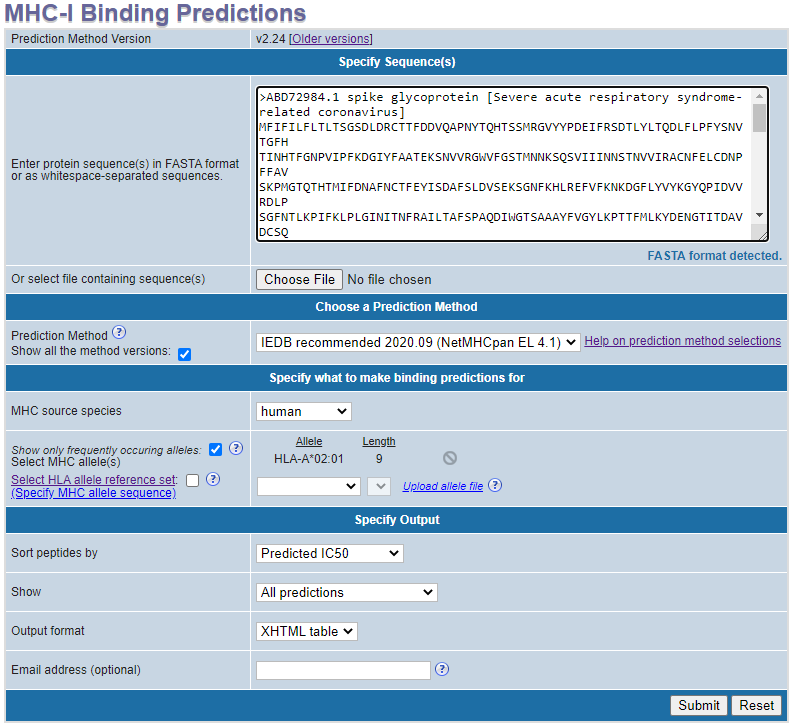 MHC-I Binding Predictions
Prediction Method Version
v2.24 [Older versions]
Specify Sequence(s)
Enter protein sequence(s) in FASTA format
or as whitespace-separated sequences.
>ABD72984.1 spike glycoprotein [Severe acute respiratory syndrome-
related coronavirus]
MFIFILFLTLTSGSDLDRCTTFDDVQAPNYTQHTSSMRGVYYPDEIFRSDTLYLTQDLFLPFYSNV
TGFH
TINHTFGNPVIPFKDGIYFAATEKSNVVRGWVFGSTMNNKSQSVIIINNSTNVVIRACNFELCDNP
FFAV
SKPMGTQTHTMIFDNAFNCTFEYISDAFSLDVSEKSGNFKHLREFVFKNKDGFLYVYKGYQPIDVV
RDLP
SGFNTLKPIFKLPLGINITNFRAILTAFSPAQDIWGTSAAAYFVGYLKPTTFMLKYDENGTITDAV
DCSQ
FASTA format detected.
Or select file containing sequence(s)
Choose File No file chosen
Choose a Prediction Method
Prediction Method ?
Show all the method versions:
IEDB recommended 2020.09 (NetMHCpan EL 4.1)
Help on prediction method selections
Specify what to make binding predictions for
MHC source species
human
Show only frequently occuring alleles: ?
Select MHC allele(s)
Select HLA allele reference set: ?
(Specify MHC allele sequence)
Allele Length
HLA-A*02:01 9
Upload allele file ?
Specify Output
Sort peptides by
Predicted IC50
Show
All predictions
Output format
XHTML table
Email address (optional)
?
Submit Reset